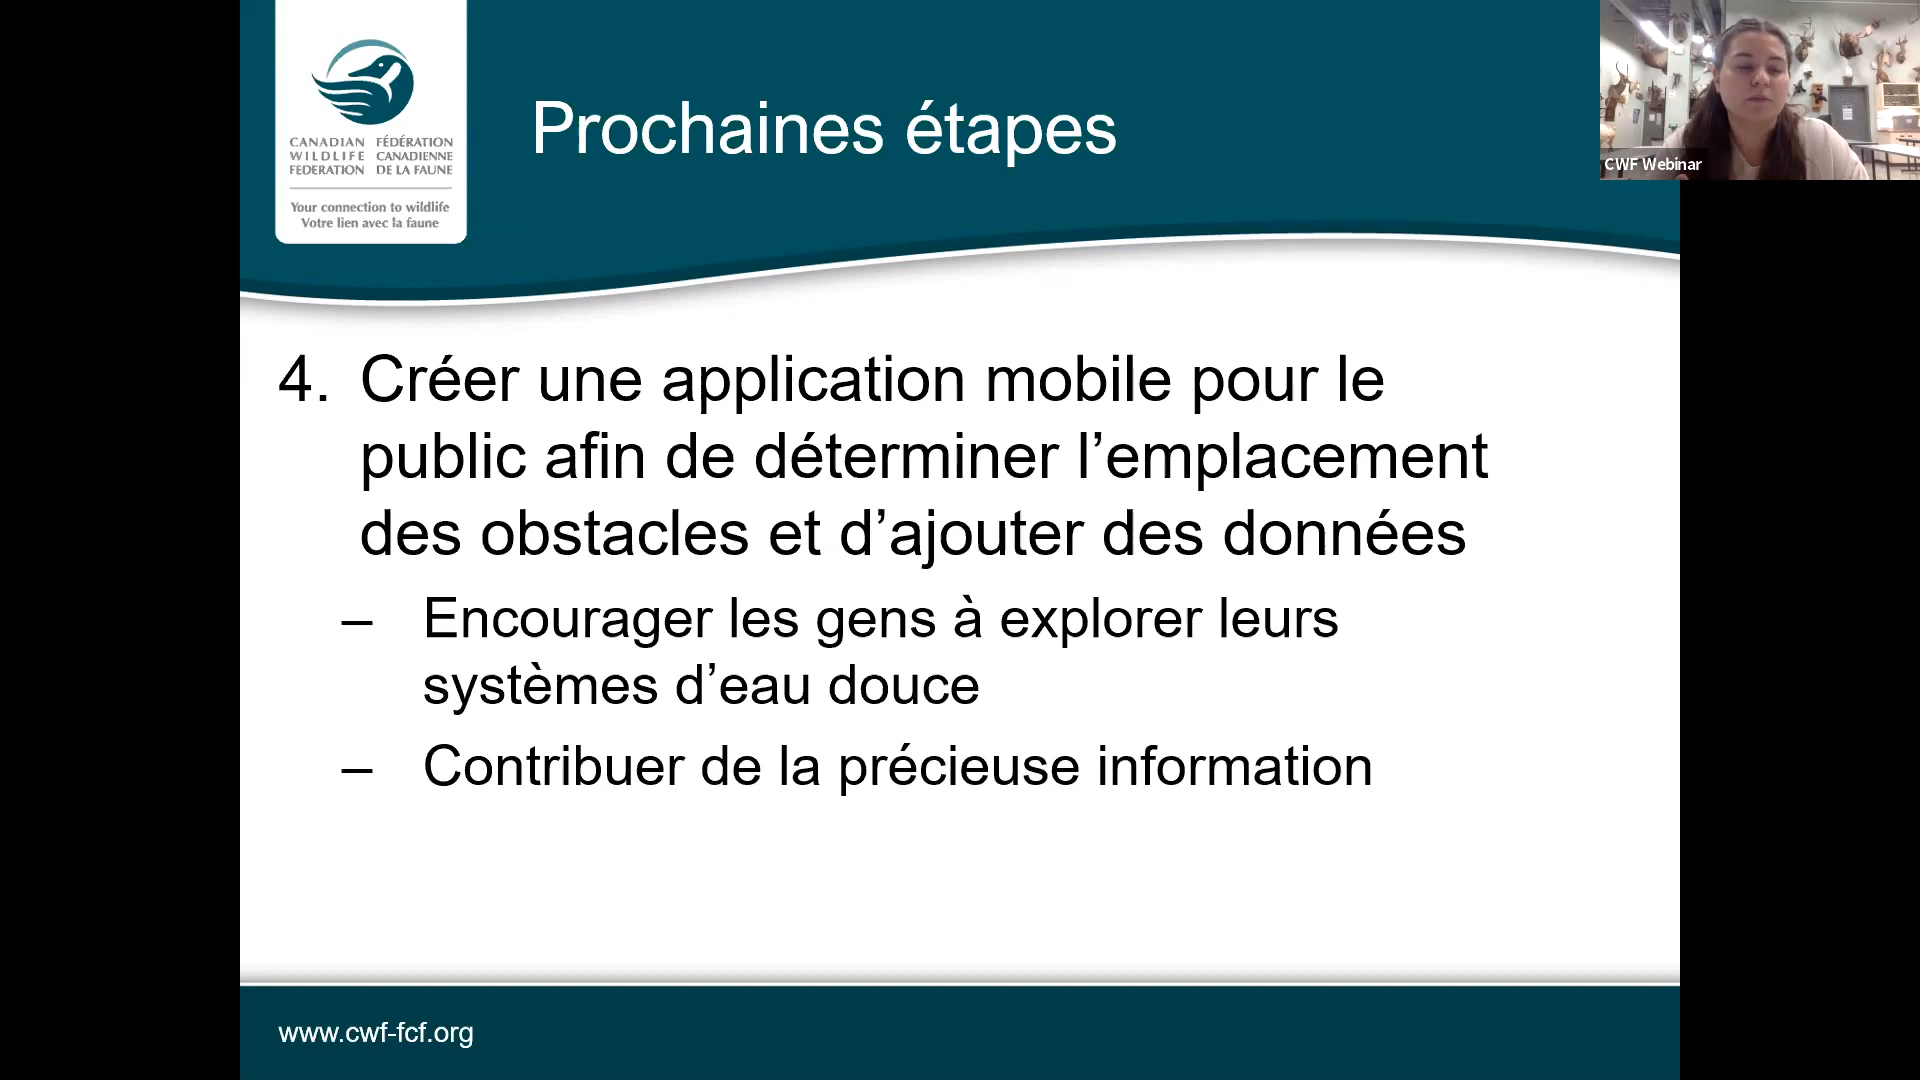 CANADIAN FÉDÉRATION
WILDLIFE CANADIENNE
FEDERATION DE LA FAUNE
Your connection to wildlife
Votre lien avec la faune
Prochaines étapes
CWF Webinar
4. Créer une application mobile pour le
public afin de déterminer l’emplacement
des obstacles et d’ajouter des données
– Encourager les gens à explorer leurs
systèmes d’eau douce
– Contribuer de la précieuse information
www.cwf-fcf.org